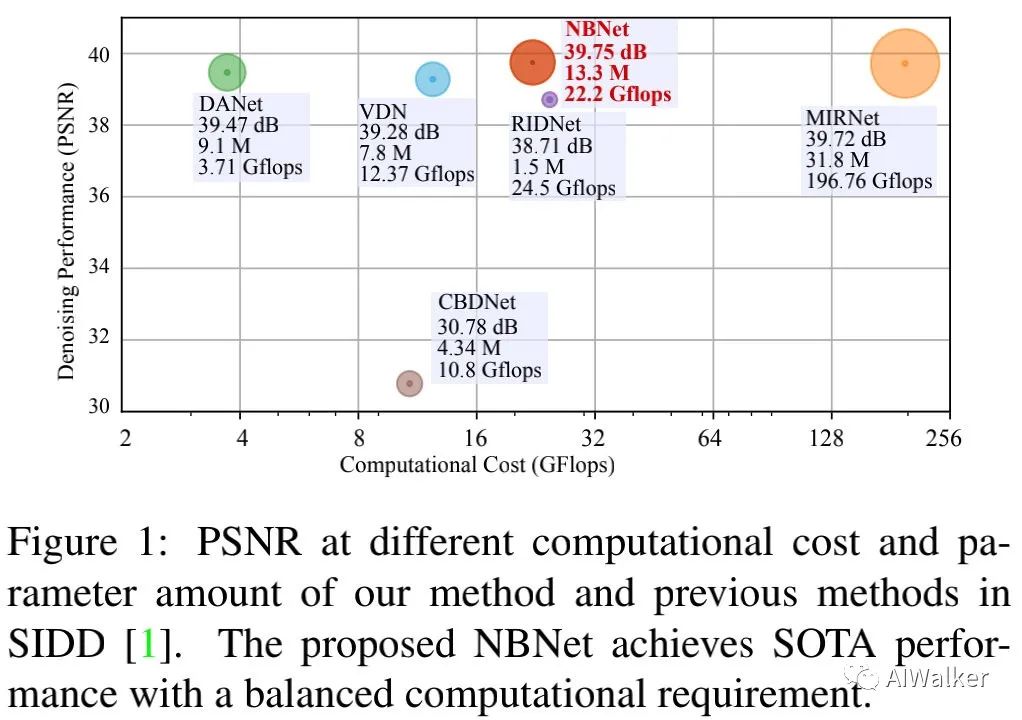 40
38
36
34
32
30
Denoising Performance (PSNR)
DANet
39.47 dB
9.1 M
3.71 Gflops
VDN
39.28 dB
7.8 M
12.37 Gflops
NBNet
39.75 dB
13.3 M
22.2 Gflops
RIDNet
38.71 dB
1.5 M
24.5 Gflops
MIRNet
39.72 dB
31.8 M
196.76 Gflops
CBDNet
30.78 dB
4.34 M
10.8 Gflops
2 4 8 16 32 64 128 256
Computational Cost (GFlops)
Figure 1: PSNR at different computational cost and pa-
rameter amount of our method and previous methods in
SIDD [1]. The proposed NBNet achieves SOTA perfor-
mance with a balanced computational requirement.
AIWalker